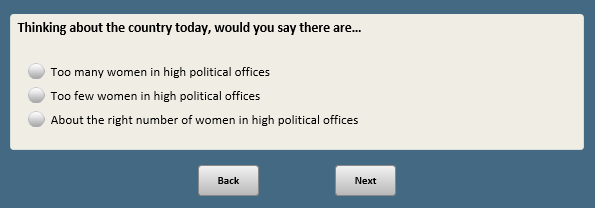 Thinking about the country today, would you say there are...
Too many women in high political offices
Too few women in high political offices
About the right number of women in high political offices
Back
Next